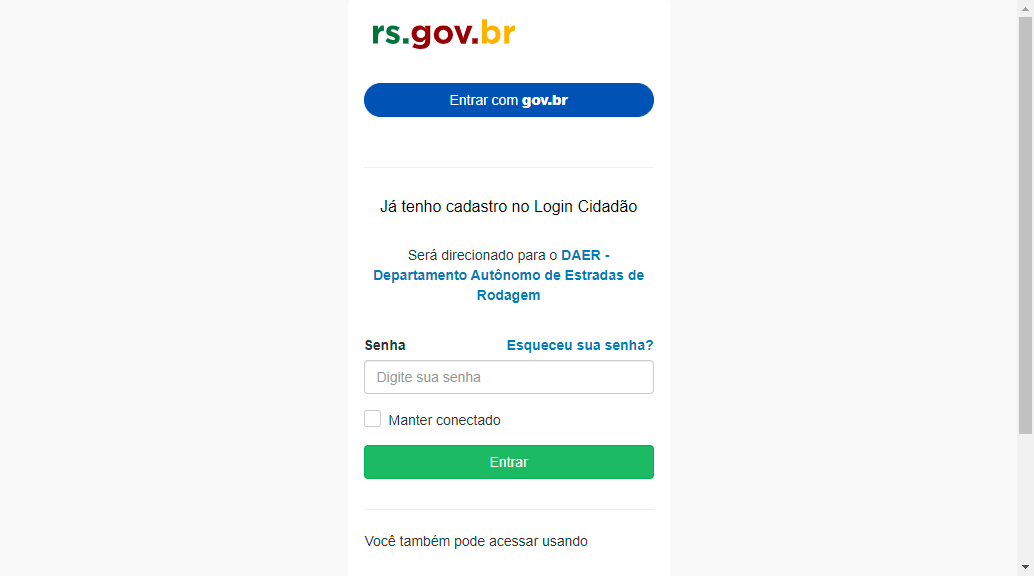 rs.gov.br
Entrar com gov.br
Já tenho cadastro no Login Cidadão
Será direcionado para o DAER -
Departamento Autônomo de Estradas de
Rodagem
Senha Esqueceu sua senha?
Digite sua senha
Manter conectado
Entrar
Você também pode acessar usando